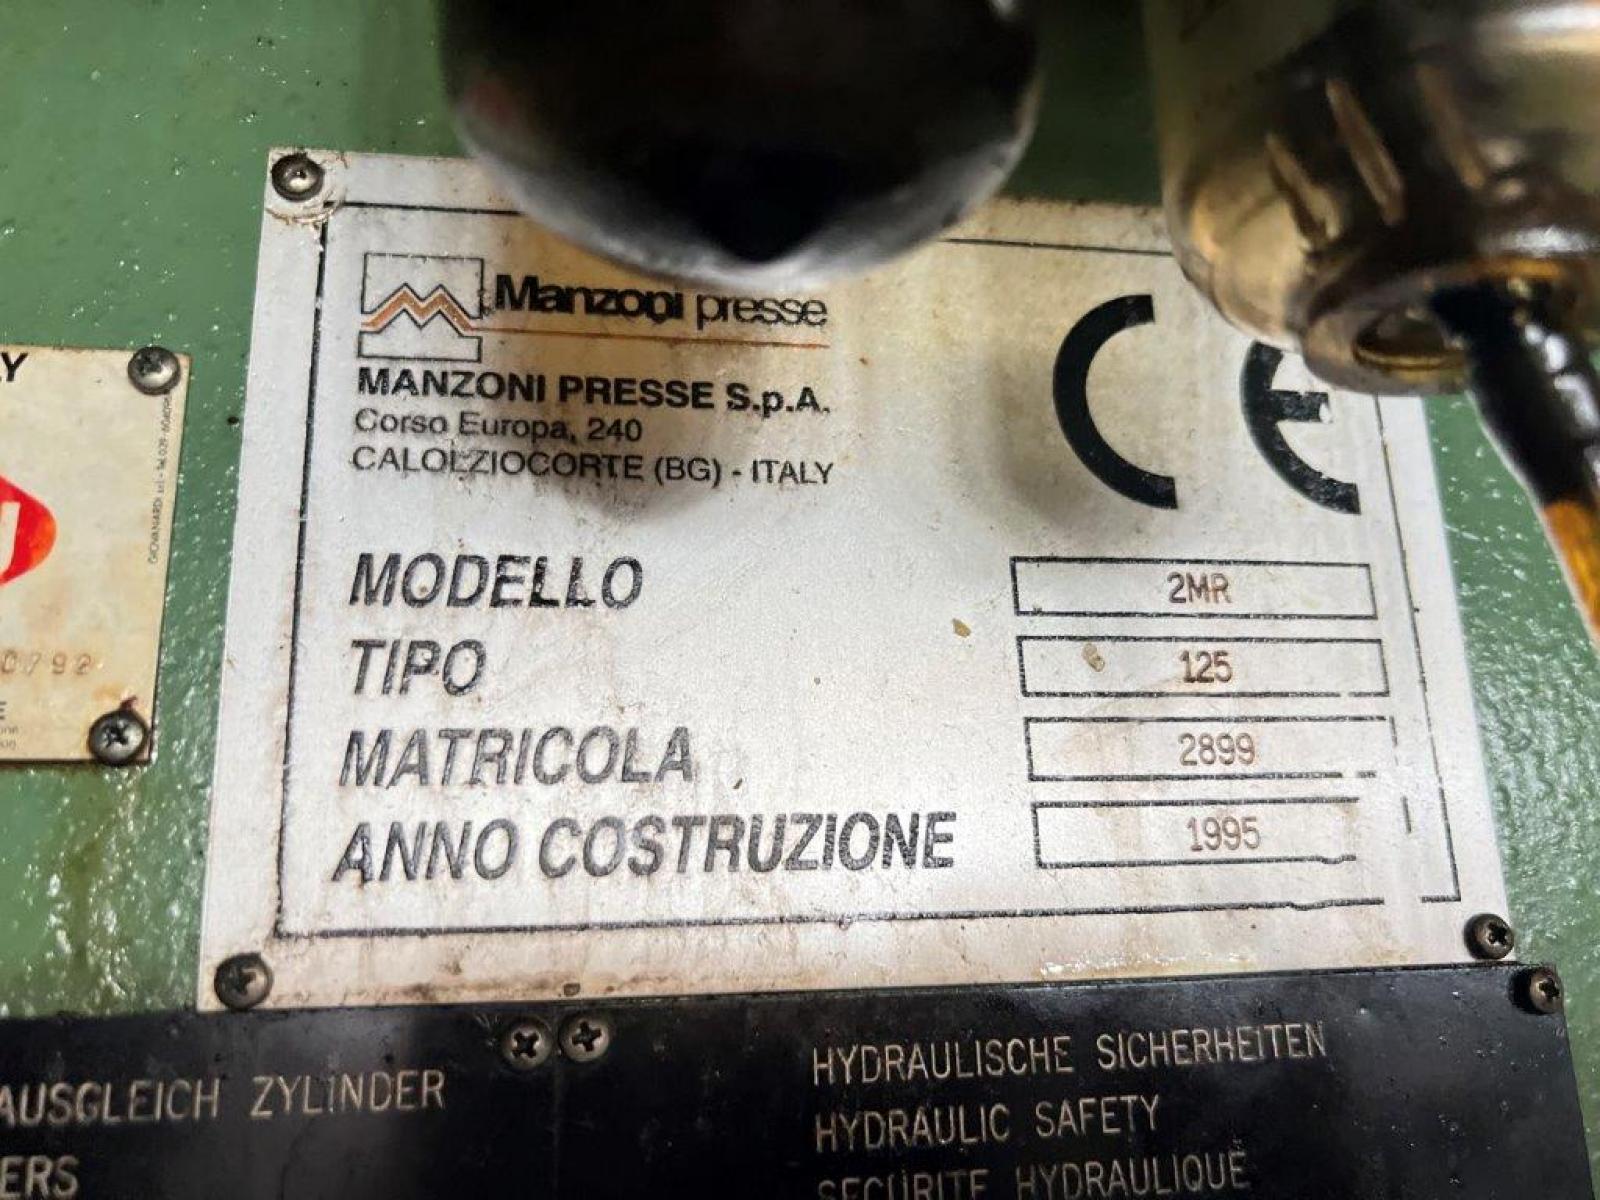 Manzoni presse
MANZONI PRESSE S.p.A.
Corso Europa, 240
CALOLZIOCORTE (BG) - ITALY
CE
MODELLO 2MR
TIPO 125
MATRICOLA 2899
ANNO COSTRUZIONE 1995
Y
0792
E
AUSGLEICH ZYLINDER
ERS
HYDRAULISCHE SICHERHEITEN
HYDRAULIC SAFETY
SECURITE HYDRAULIQUE